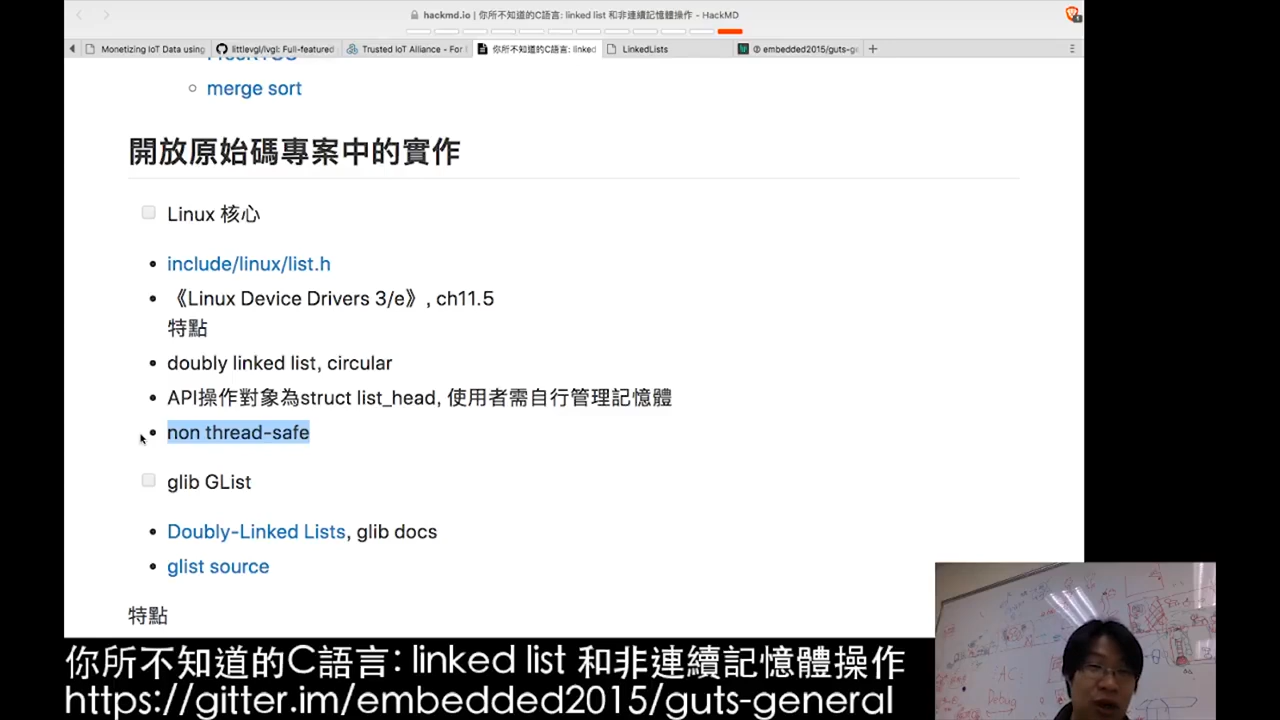 hackmd.io | 你所不知道的C語言: linked list 和非連續記憶體操作 - HackMD
Monetizing IoT Data using
littlevgl/lvgl: Full-featured
Trusted IoT Alliance - For
你所不知道的C語言: linked
LinkedLists
embedded2015/guts-g
merge sort
開放原始碼專案中的實作
Linux 核心
include/linux/list.h
《Linux Device Drivers 3/e》, ch11.5
特點
doubly linked list, circular
API操作對象為struct list_head, 使用者需自行管理記憶體
non thread-safe
glib GList
Doubly-Linked Lists, glib docs
glist source
特點
你所不知道的C語言: linked list 和非連續記憶體操作
https://gitter.im/embedded2015/guts-general
Debug